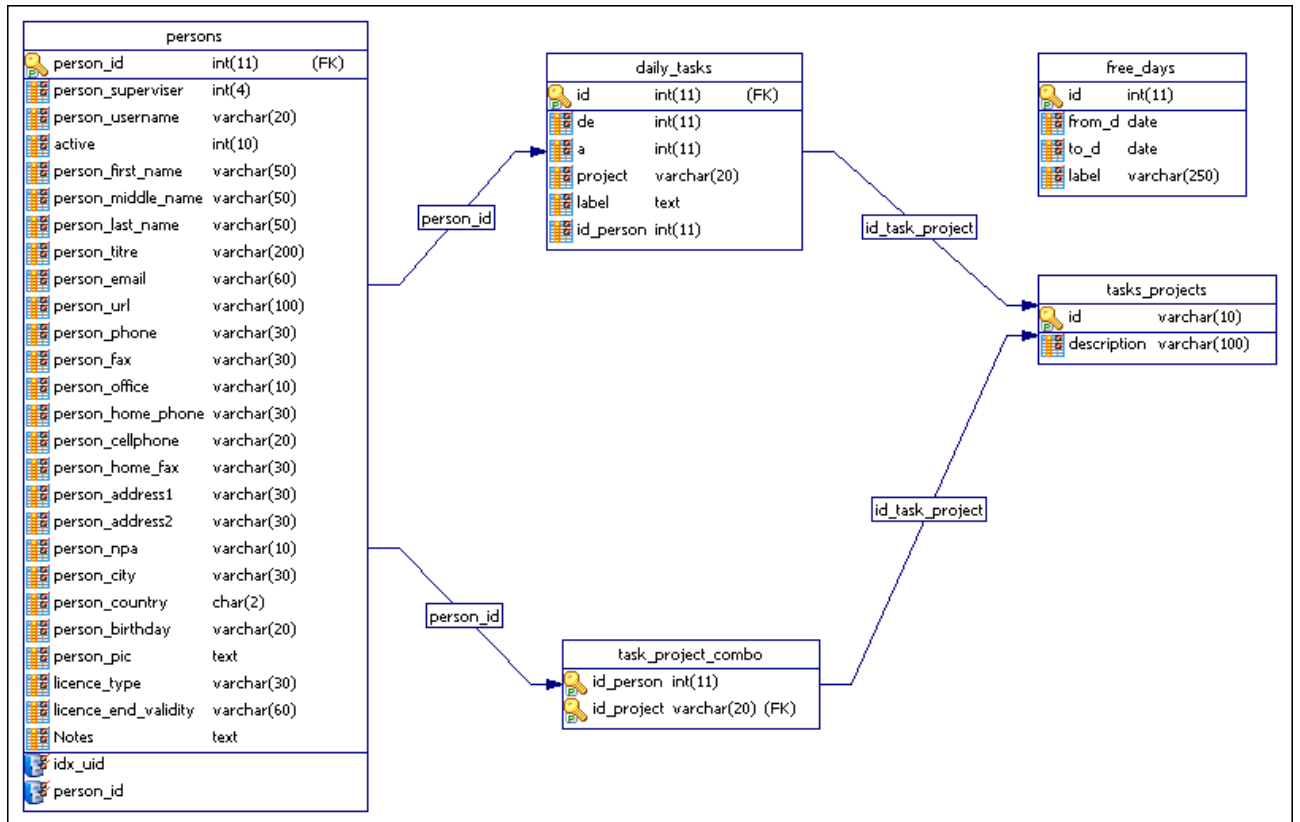 persons
person_id int(11) (FK)
person_superviser int(4)
person_username varchar(20)
active int(10)
person_first_name varchar(50)
person_middle_name varchar(50)
person_last_name varchar(50)
person_titre varchar(200)
person_email varchar(60)
person_url varchar(100)
person_phone varchar(30)
person_fax varchar(30)
person_office varchar(10)
person_home_phone varchar(30)
person_cellphone varchar(20)
person_home_fax varchar(30)
person_address1 varchar(30)
person_address2 varchar(30)
person_npa varchar(10)
person_city varchar(30)
person_country char(2)
person_birthday varchar(20)
person_pic text
licence_type varchar(30)
licence_end_validity varchar(60)
Notes text
idx_uid
person_id
person_id
person_id
daily_tasks
id int(11) (FK)
de int(11)
a int(11)
project varchar(20)
label text
id_person int(11)
task_project_combo
id_person int(11)
id_project varchar(20) (FK)
id_task_project
id_task_project
free_days
id int(11)
from_d date
to_d date
label varchar(250)
tasks_projects
id varchar(10)
description varchar(100)